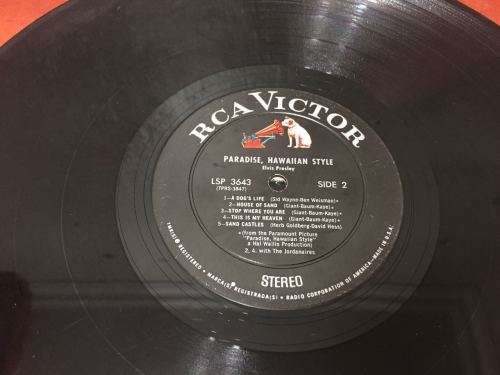 RCA VICTOR
PARADISE, HAWAIIAN STYLE
Elvis Presley
LSP 3643
(TPRS-3847)
SIDE 2
1—A DOG'S LIFE (Sid Wayne-Ben Weisman)•
2—HOUSE OF SAND (Giant-Baum-Kaye)•
3—STOP WHERE YOU ARE (Giant-Baum-Kaye)•
4—THIS IS MY HEAVEN (Giant-Baum-Kaye)•
5—SAND CASTLES (Herb Goldberg-David Hess)
•(from the Paramount Picture
"Paradise, Hawaiian Style"
a Hal Wallis Production)
2, 4. with The Jordanaires
STEREO
TMK(S) ® REGISTERED • MARCA(S) REGISTRADA(S) • RADIO CORPORATION OF AMERICA—MADE IN U.S.A.